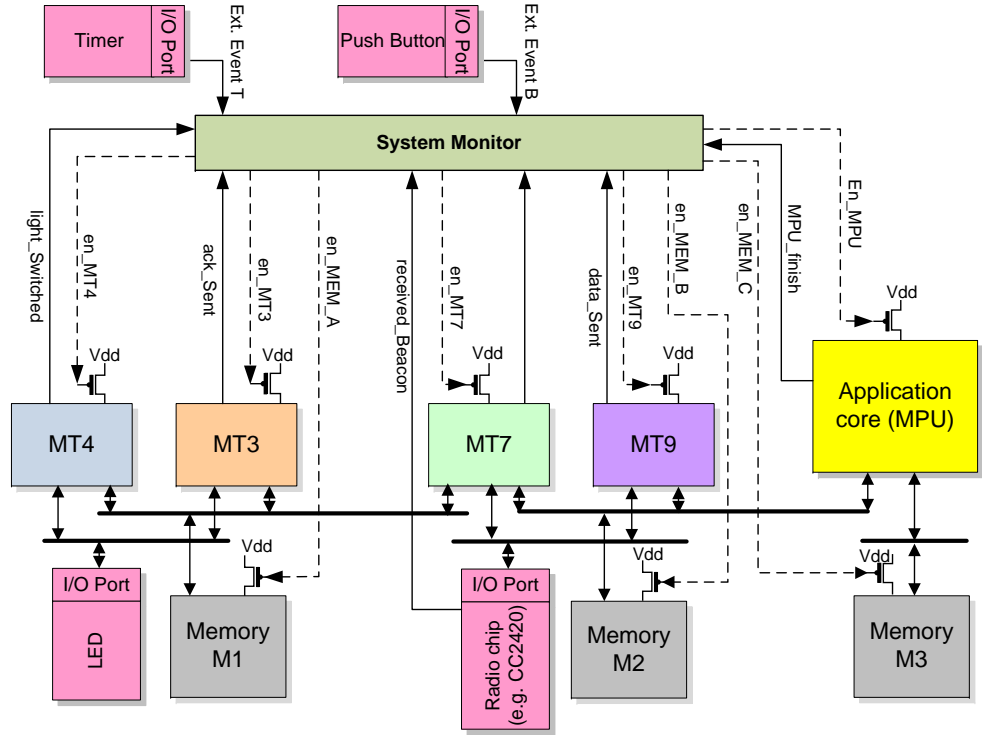 Timer
I/O Port
Ext. Event T
Push Button
I/O Port
Ext. Event B
System Monitor
light_Switched
en_MT4
ack_Sent
en_MT3
en_MEM_A
received_Beacon
en_MT7
data_Sent
en_MT9
en_MEM_B
en_MEM_C
MPU_finish
En_MPU
Vdd
Vdd
Vdd
Vdd
Vdd
MT4
MT3
MT7
MT9
Application
core (MPU)
Vdd
Vdd
Vdd
I/O Port
LED
Memory
M1
I/O Port
Radio chip
(e.g. CC2420)
Memory
M2
Memory
M3